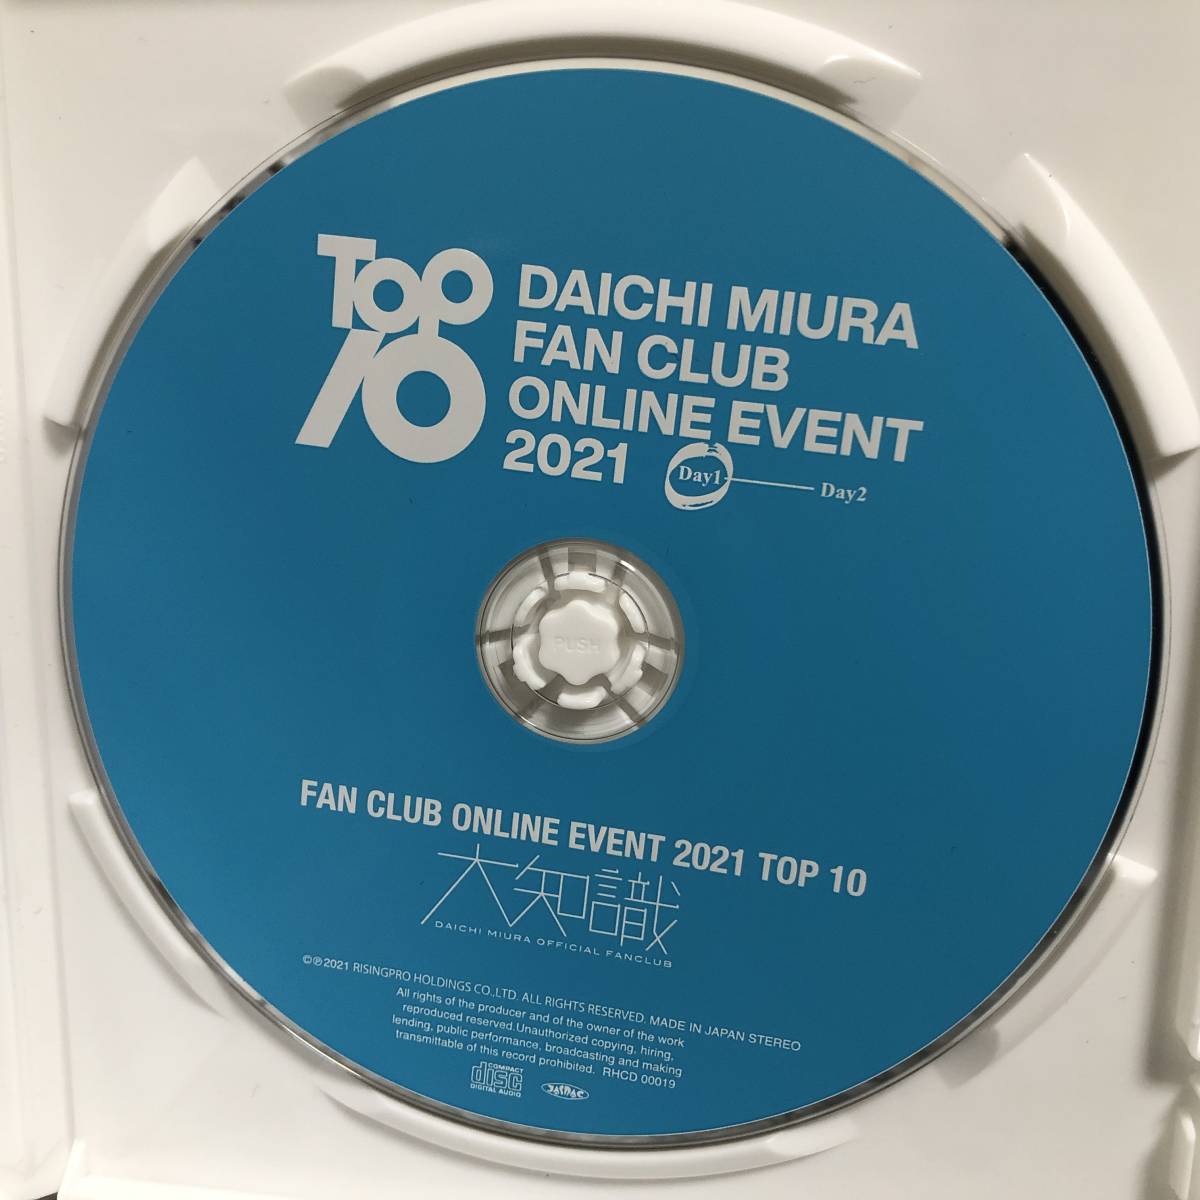 TOP
10
DAICHI MIURA
FAN CLUB
ONLINE EVENT
2021
Day1
Day2
PUSH
FAN CLUB ONLINE EVENT 2021 TOP 10
大知識
DAICHI MIURA OFFICIAL FANCLUB
©℗2021 RISINGPRO HOLDINGS CO.,LTD. ALL RIGHTS RESERVED. MADE IN JAPAN STEREO
All rights of the producer and of the owner of the work
reproduced reserved.Unauthorized copying, hiring,
lending, public performance, broadcasting and making
transmittable of this record prohibited. RHCD 00019
COMPACT
disc
DIGITAL AUDIO
JASRAC